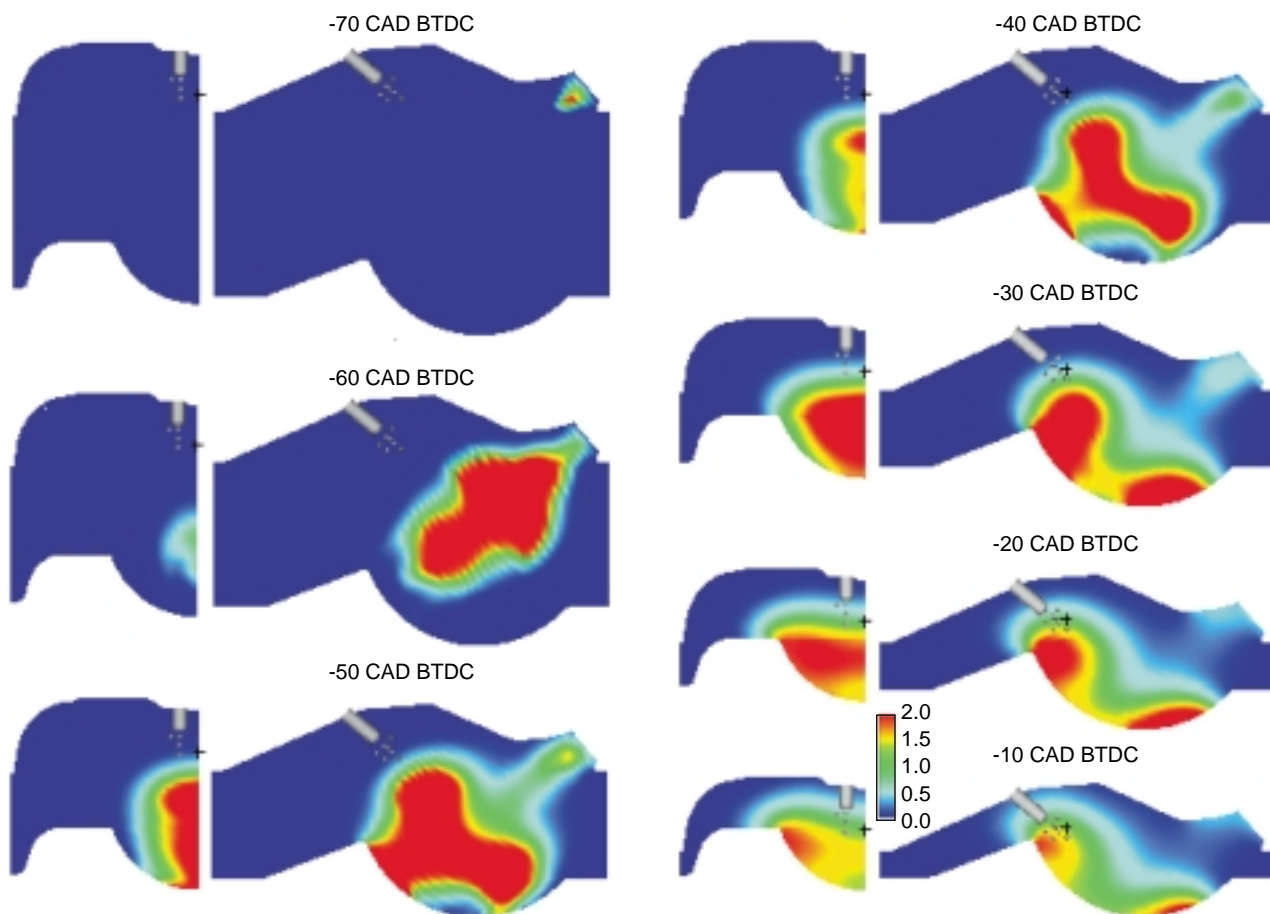 -70 CAD BTDC
-60 CAD BTDC
-50 CAD BTDC
-40 CAD BTDC
-30 CAD BTDC
-20 CAD BTDC
2.0
1.5
1.0
0.5
0.0
-10 CAD BTDC